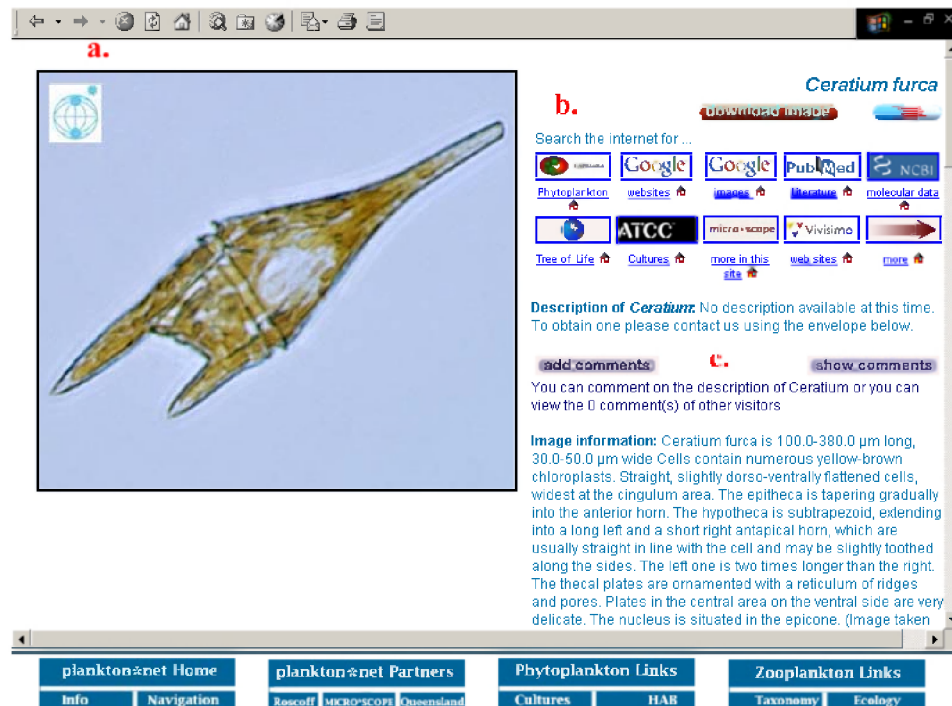 a.
Ceratium furca
b.
download image
Search the internet for ...
Google Google PubMed NCBI
Phytoplankton websites images literature molecular data
ATCC micro*scope Vivísimo
Tree of Life Cultures more in this site web sites more
Description of Ceratium: No description available at this time.
To obtain one please contact us using the envelope below.
add comments c. show comments
You can comment on the description of Ceratium or you can
view the 0 comment(s) of other visitors
Image information: Ceratium furca is 100.0-380.0 µm long,
30.0-50.0 µm wide Cells contain numerous yellow-brown
chloroplasts. Straight, slightly dorso-ventrally flattened cells,
widest at the cingulum area. The epitheca is tapering gradually
into the anterior horn. The hypotheca is subtrapezoid, extending
into a long left and a short right antapical horn, which are
usually straight in line with the cell and may be slightly toothed
along the sides. The left one is two times longer than the right.
The thecal plates are ornamented with a reticulum of ridges
and pores. Plates in the central area on the ventral side are very
delicate. The nucleus is situated in the epicone. (Image taken
plankton*net Home plankton*net Partners Phytoplankton Links Zooplankton Links
Info Navigation Roscoff MICRO*SCOPE Queensland Cultures HAB Taxonomy Ecology